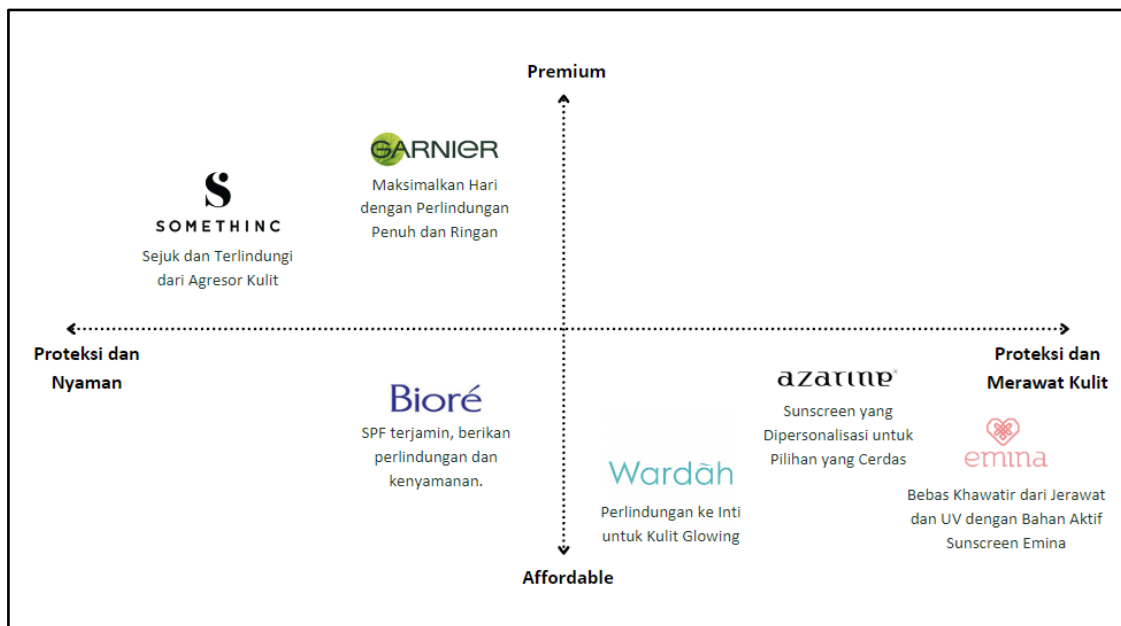 Premium
GARNIER
Maksimalkan Hari
dengan Perlindungan
Penuh dan Ringan
S
SOMETHINC
Sejuk dan Terlindungi
dari Agresor Kulit
Proteksi dan
Nyaman
Proteksi dan
Merawat Kulit
Bioré
SPF terjamin, berikan
perlindungan dan
kenyamanan.
azarine®
Sunscreen yang
Dipersonalisasi untuk
Pilihan yang Cerdas
Wardăh
Perlindungan ke Inti
untuk Kulit Glowing
emina
Bebas Khawatir dari Jerawat
dan UV dengan Bahan Aktif
Sunscreen Emina
Affordable